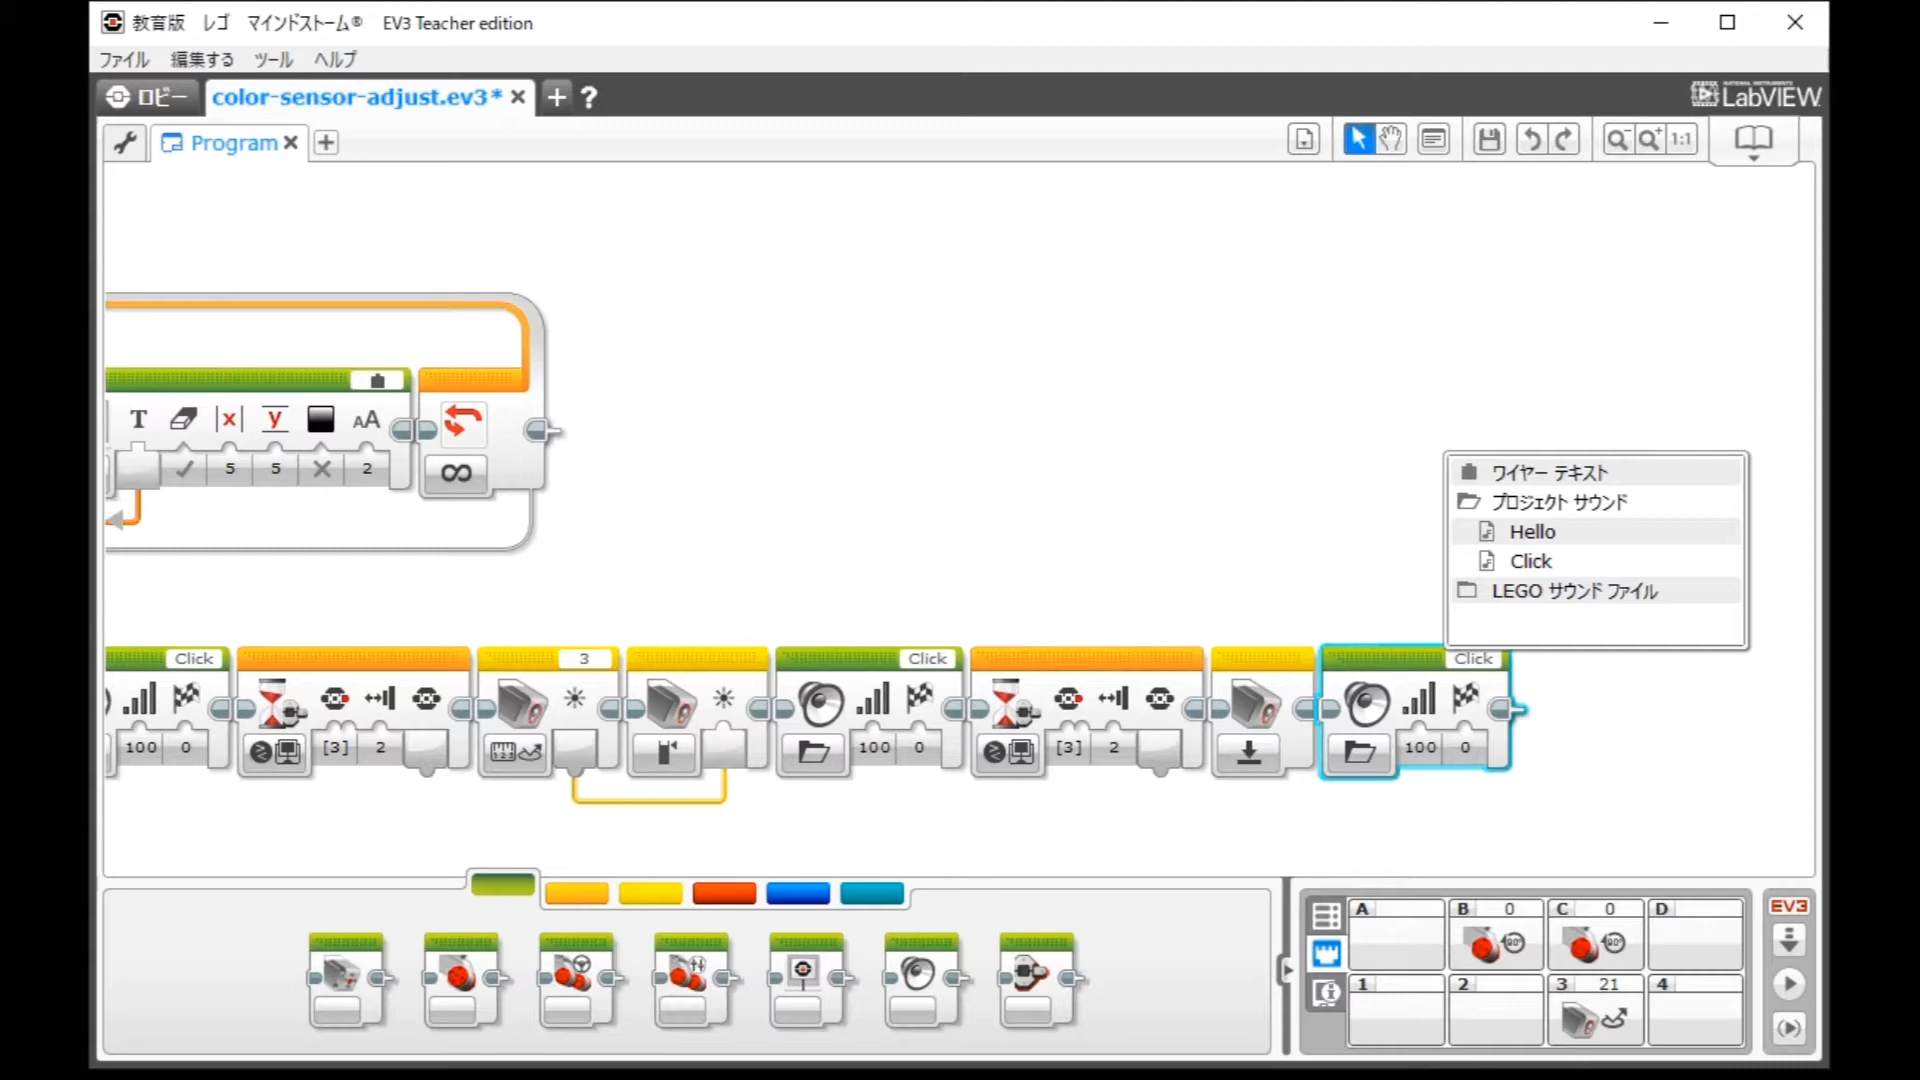 教育版 レゴ マインドストーム® EV3 Teacher edition
ファイル 編集する ツール ヘルプ
ロビー color-sensor-adjust.ev3* + ?
NATIONAL INSTRUMENTS
LabVIEW
Program
1:1
T x y AA
5 5 2
∞
ワイヤー テキスト
プロジェクト サウンド
Hello
Click
LEGO サウンド ファイル
Click 3 Click Click
100 0 [3] 2 100 0 [3] 2 100 0
A B 0 C 0 D
EV3
1 2 3 21 4